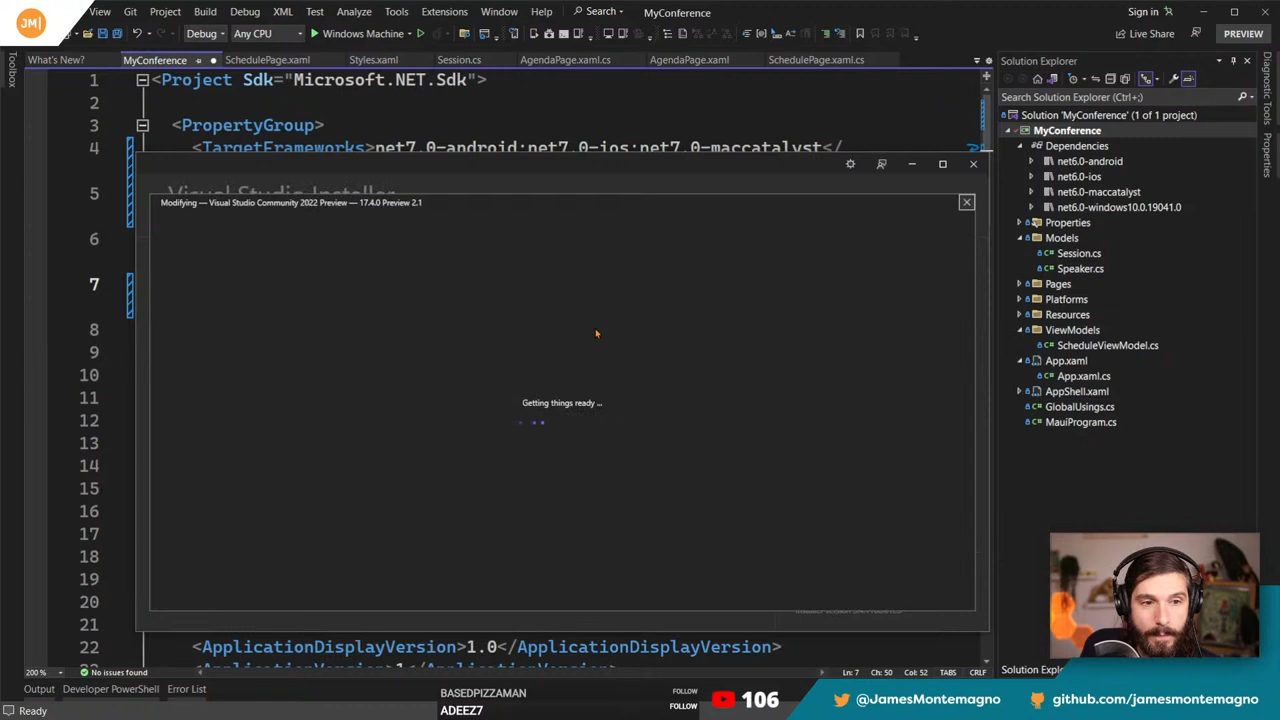 JM|
Git Project Build Debug XML Test Analyze Tools Extensions Window Help Search MyConference Sign in
Debug Any CPU Windows Machine Live Share PREVIEW
What's New? MyConference SchedulePage.xaml Styles.xaml Session.cs AgendaPage.xaml.cs AgendaPage.xaml SchedulePage.xaml.cs
Toolbox
1 <Project Sdk="Microsoft.NET.Sdk">
2
3 <PropertyGroup>
4 <TargetFrameworks>net7.0-android;net7.0-ios;net7.0-maccatalyst</
5
6
7
8
9
10
11
12
13
14
15
16
17
18
19
20
21
22 <ApplicationDisplayVersion>1.0</ApplicationDisplayVersion>
Visual Studio Installer
Modifying — Visual Studio Community 2022 Preview — 17.4.0 Preview 2.1
Getting things ready ...
200 % No issues found Ln: 7 Ch: 50 Col: 52 TABS CRLF
Output Developer PowerShell Error List
Ready
Solution Explorer
Search Solution Explorer (Ctrl+;)
Solution 'MyConference' (1 of 1 project)
MyConference
Dependencies
net6.0-android
net6.0-ios
net6.0-maccatalyst
net6.0-windows10.0.19041.0
Properties
Models
Session.cs
Speaker.cs
Pages
Platforms
Resources
ViewModels
ScheduleViewModel.cs
App.xaml
App.xaml.cs
AppShell.xaml
GlobalUsings.cs
MauiProgram.cs
Solution Explo
Diagnostic Tools
BASEDPIZZAMAN FOLLOW
ADEEZ7 FOLLOW
106
@JamesMontemagno
github.com/jamesmontemagno